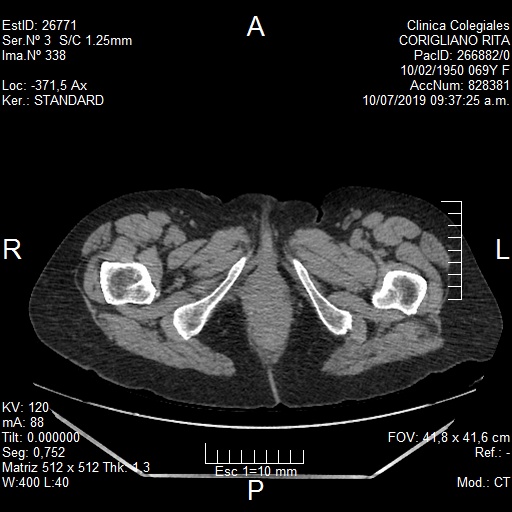 EstID: 26771
Ser.Nº 3 S/C 1.25mm
Ima.Nº 338
Loc: -371,5 Ax
Ker.: STANDARD
A
Clinica Colegiales
CORIGLIANO RITA
PacID: 266882/0
10/02/1950 069Y F
AccNum: 828381
10/07/2019 09:37:25 a.m.
R
L
KV: 120
mA: 88
Tilt: 0.000000
Seg: 0,752
Matriz 512 x 512 Thk: 1.3
W:400 L:40
Esc 1=10 mm
P
FOV: 41,8 x 41,6 cm
Ref.: -
Mod.: CT